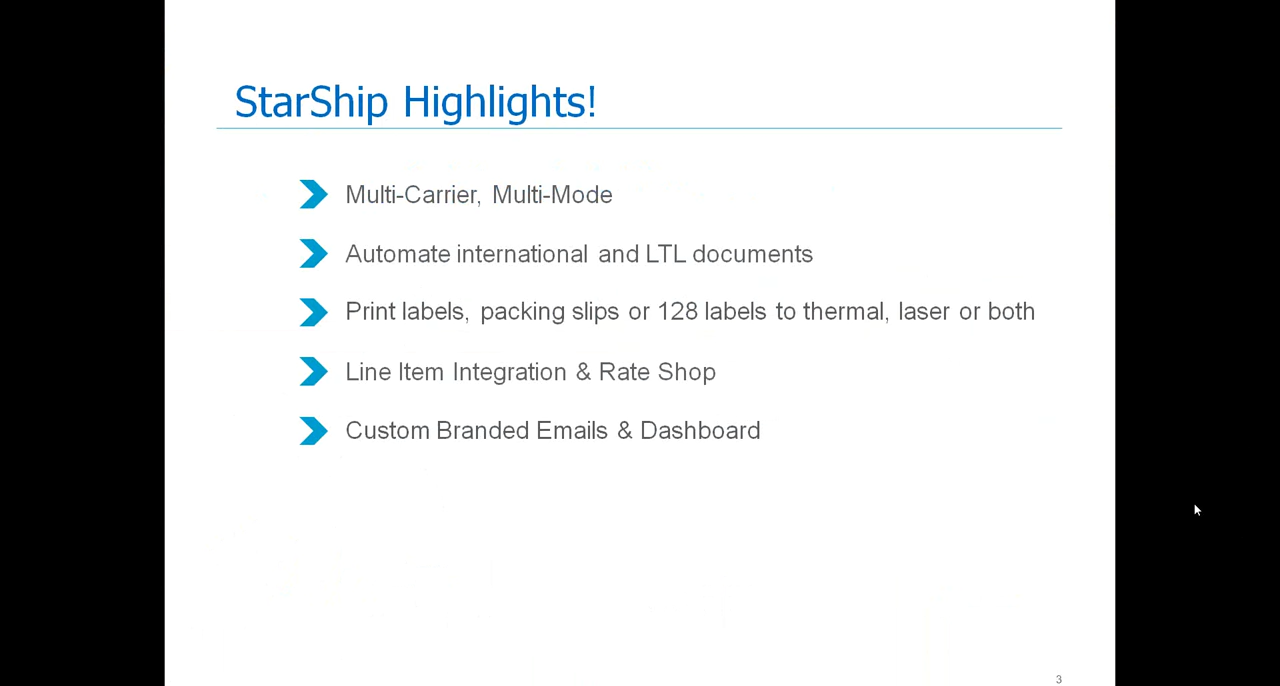 StarShip Highlights!
Multi-Carrier, Multi-Mode
Automate international and LTL documents
Print labels, packing slips or 128 labels to thermal, laser or both
Line Item Integration & Rate Shop
Custom Branded Emails & Dashboard
3